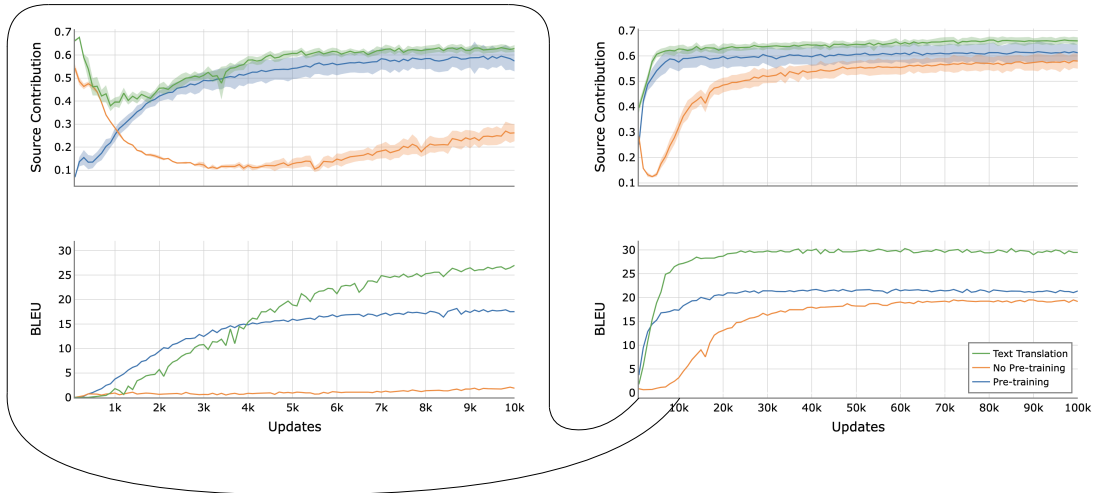 Source Contribution
0.7
0.6
0.5
0.4
0.3
0.2
0.1
BLEU
30
25
20
15
10
5
0
1k 2k 3k 4k 5k 6k 7k 8k 9k 10k
Updates
Source Contribution
0.7
0.6
0.5
0.4
0.3
0.2
0.1
BLEU
30
25
20
15
10
5
0
Text Translation
No Pre-training
Pre-training
10k 20k 30k 40k 50k 60k 70k 80k 90k 100k
Updates